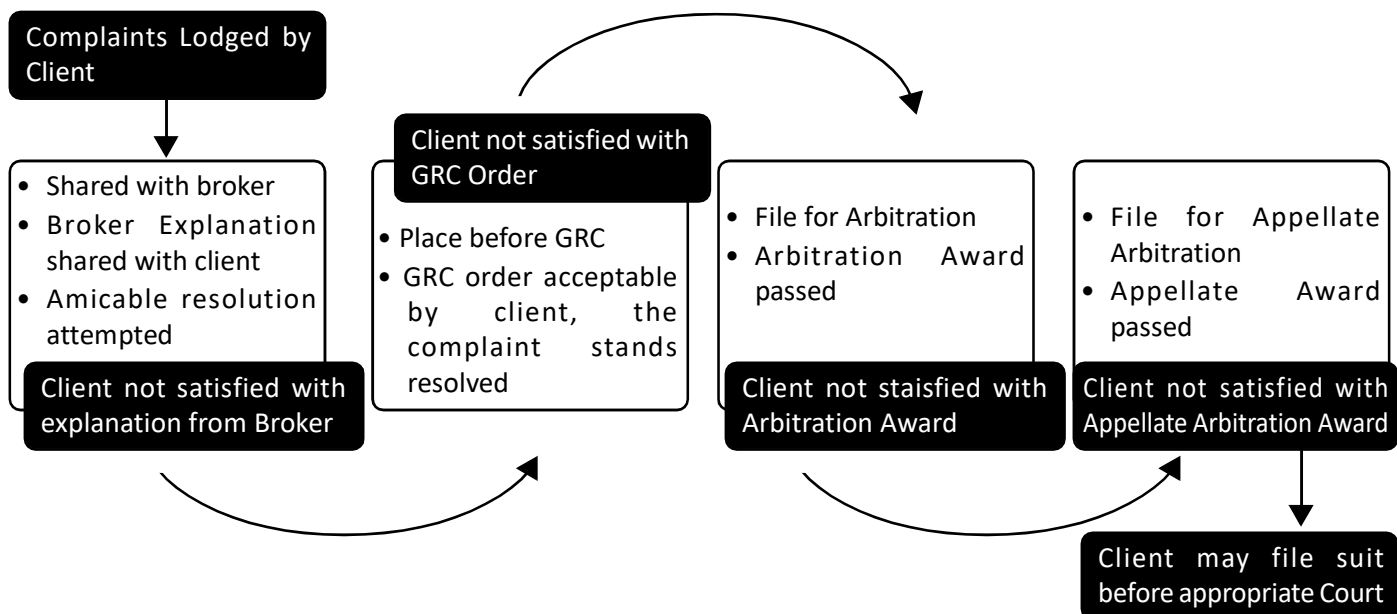 Complaints Lodged by
Client
• Shared with broker
• Broker Explanation
shared with client
• Amicable resolution
attempted
Client not satisfied with
explanation from Broker
Client not satisfied with
GRC Order
• Place before GRC
• GRC order acceptable
by client, the
complaint stands
resolved
• File for Arbitration
• Arbitration Award
passed
Client not staisfied with
Arbitration Award
• File for Appellate
Arbitration
• Appellate Award
passed
Client not satisfied with
Appellate Arbitration Award
Client may file suit
before appropriate Court